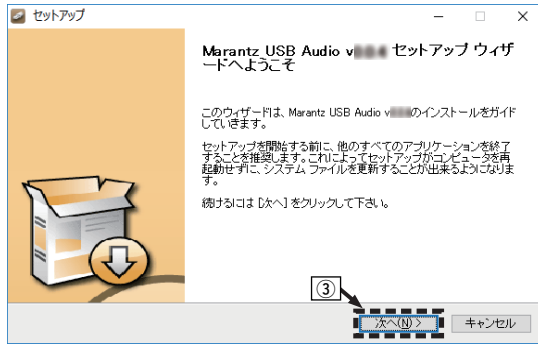 セットアップ
Marantz USB Audio v セットアップ ウィザ
ードへようこそ
このウィザードは、Marantz USB Audio v のインストールをガイド
していきます。
セットアップを開始する前に、他のすべてのアプリケーションを終了
することを推奨します。これによってセットアップがコンピュータを再
起動せずに、システム ファイルを更新することが出来るようになりま
す。
続けるには [次へ] をクリックして下さい。
③
次へ(N) >
キャンセル